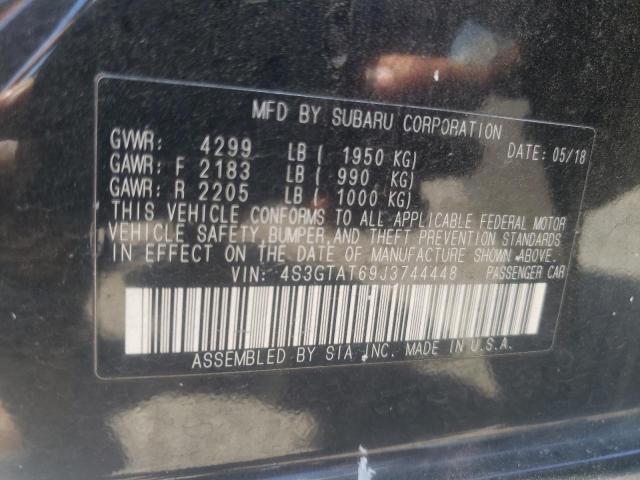 MFD BY SUBARU CORPORATION
GVWR: 4299 LB ( 1950 KG) DATE: 05/18
GAWR: F 2183 LB ( 990 KG)
GAWR: R 2205 LB ( 1000 KG)
THIS VEHICLE CONFORMS TO ALL APPLICABLE FEDERAL MOTOR
VEHICLE SAFETY, BUMPER, AND THEFT PREVENTION STANDARDS
IN EFFECT ON THE DATE OF MANUFACTURE SHOWN ABOVE.
VIN: 4S3GTAT69J3744448 PASSENGER CAR
ASSEMBLED BY SIA, INC. MADE IN U.S.A.